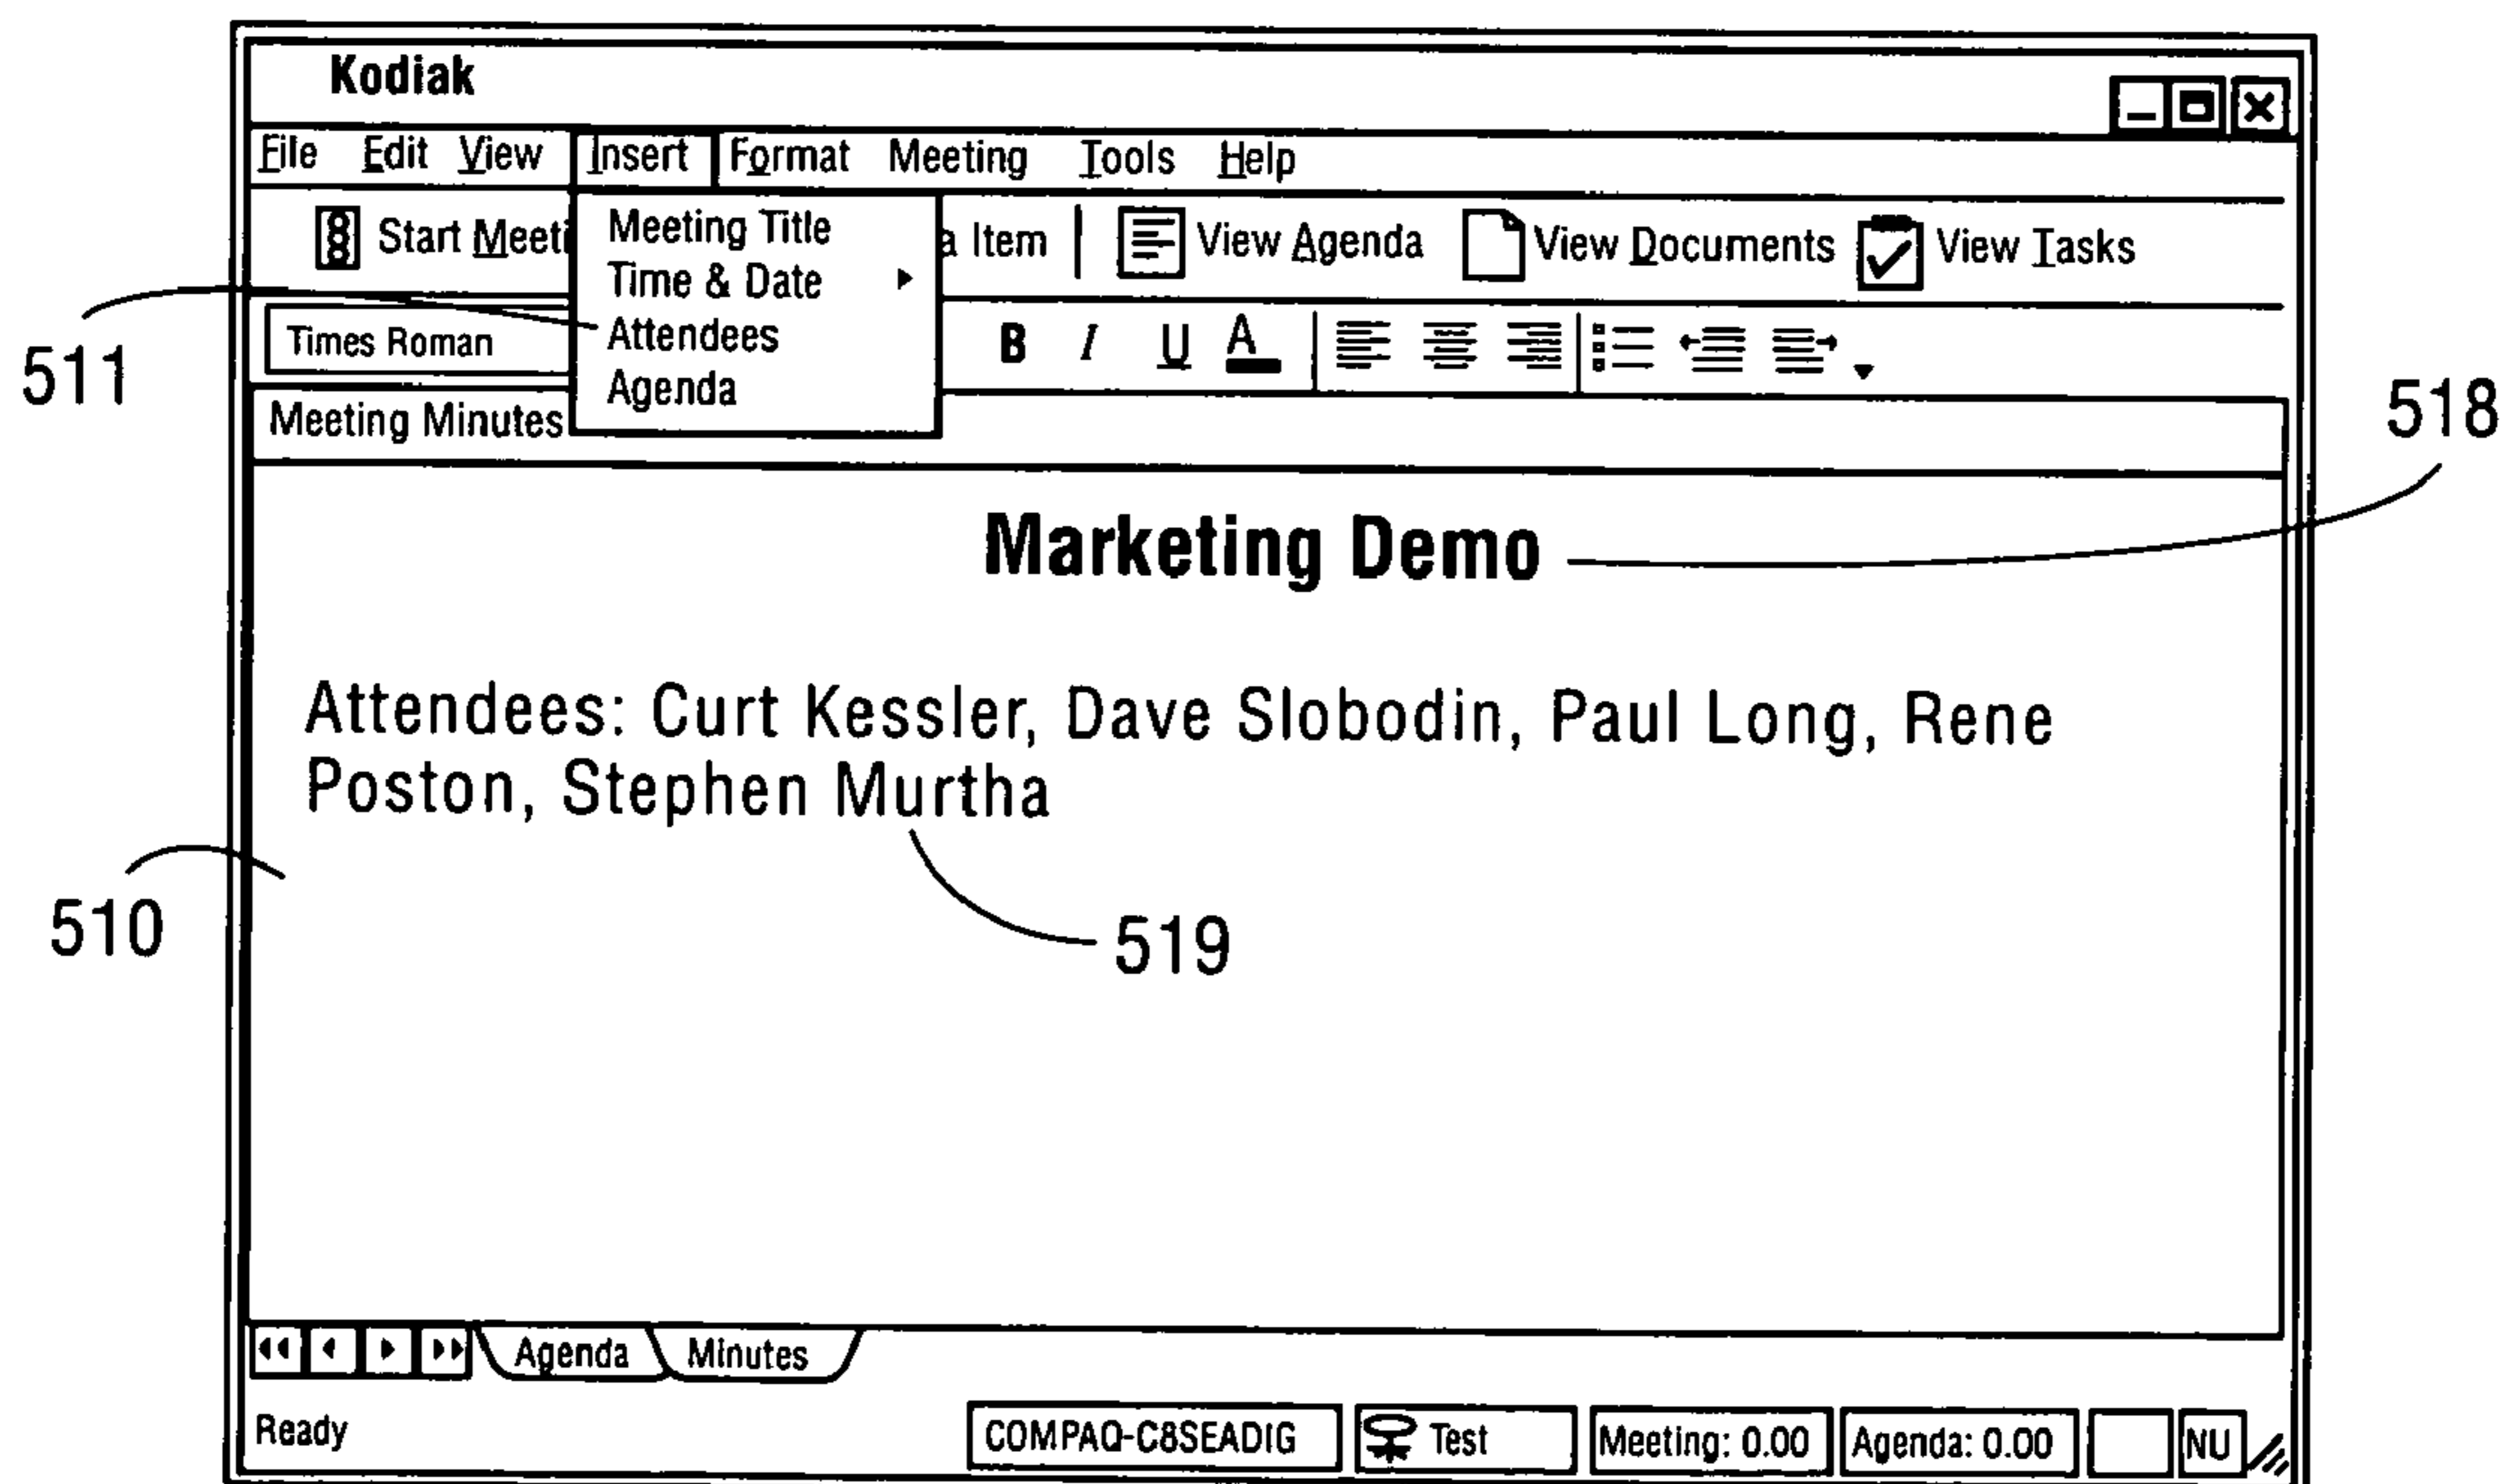 Kodiak
File Edit View Insert Format Meeting Tools Help
Start Meeti
a Item
View Agenda
View Documents
View Tasks
Meeting Title
Time & Date
Attendees
Agenda
Times Roman
B I U A
Meeting Minutes
511
518
Marketing Demo
Attendees: Curt Kessler, Dave Slobodin, Paul Long, Rene
Poston, Stephen Murtha
510
519
Agenda Minutes
Ready
COMPAQ-C8SEADIG
Test
Meeting: 0.00
Agenda: 0.00
NU